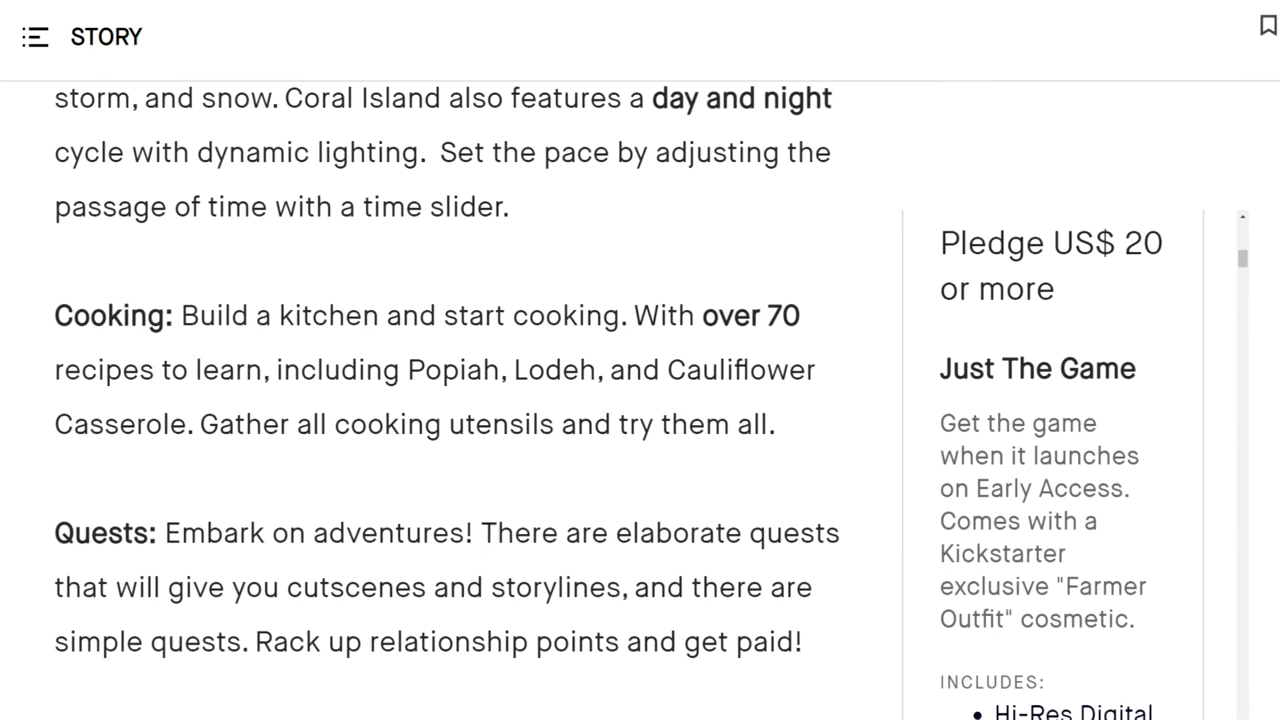 STORY
storm, and snow. Coral Island also features a day and night
cycle with dynamic lighting.  Set the pace by adjusting the
passage of time with a time slider.
Cooking: Build a kitchen and start cooking. With over 70
recipes to learn, including Popiah, Lodeh, and Cauliflower
Casserole. Gather all cooking utensils and try them all.
Quests: Embark on adventures! There are elaborate quests
that will give you cutscenes and storylines, and there are
simple quests. Rack up relationship points and get paid!
Pledge US$ 20
or more
Just The Game
Get the game
when it launches
on Early Access.
Comes with a
Kickstarter
exclusive "Farmer
Outfit" cosmetic.
INCLUDES:
• Hi-Res Digital